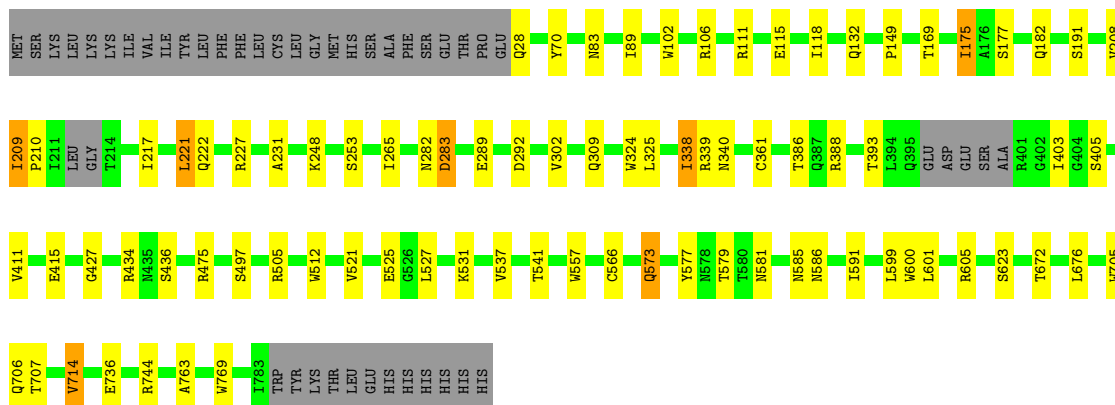 MET SER LYS LEU LEU LYS LYS ILE VAL ILE TYR LEU PHE PHE LEU CYS LEU GLY MET HIS SER ALA PHE SER GLU THR PRO GLU Q28 Y70 N83 I89 W102 R106 R111 E115 I118 Q132 P149 T169 I175 A176 S177 Q182 S191
I209 P210 I211 LEU GLY T214 I217 L221 Q222 R227 A231 K248 S253 I265 N282 D283 E289 D292 V302 Q309 W324 L325 I338 R339 N340 C361 T386 Q387 R388 T393 L394 Q395 GLU ASP GLU SER ALA R401 G402 I403 G404 S405
V411 E415 G427 R434 N435 S436 R475 S497 R505 W512 V521 E525 G526 L527 K531 V537 T541 W557 C566 Q573 Y577 N578 T579 T580 N581 N585 N586 I591 L599 W600 L601 R605 S623 T672 L676
Q706 T707 V714 E736 R744 A763 W769 I783 TRP TYR LYS THR LEU GLU HIS HIS HIS HIS HIS HIS